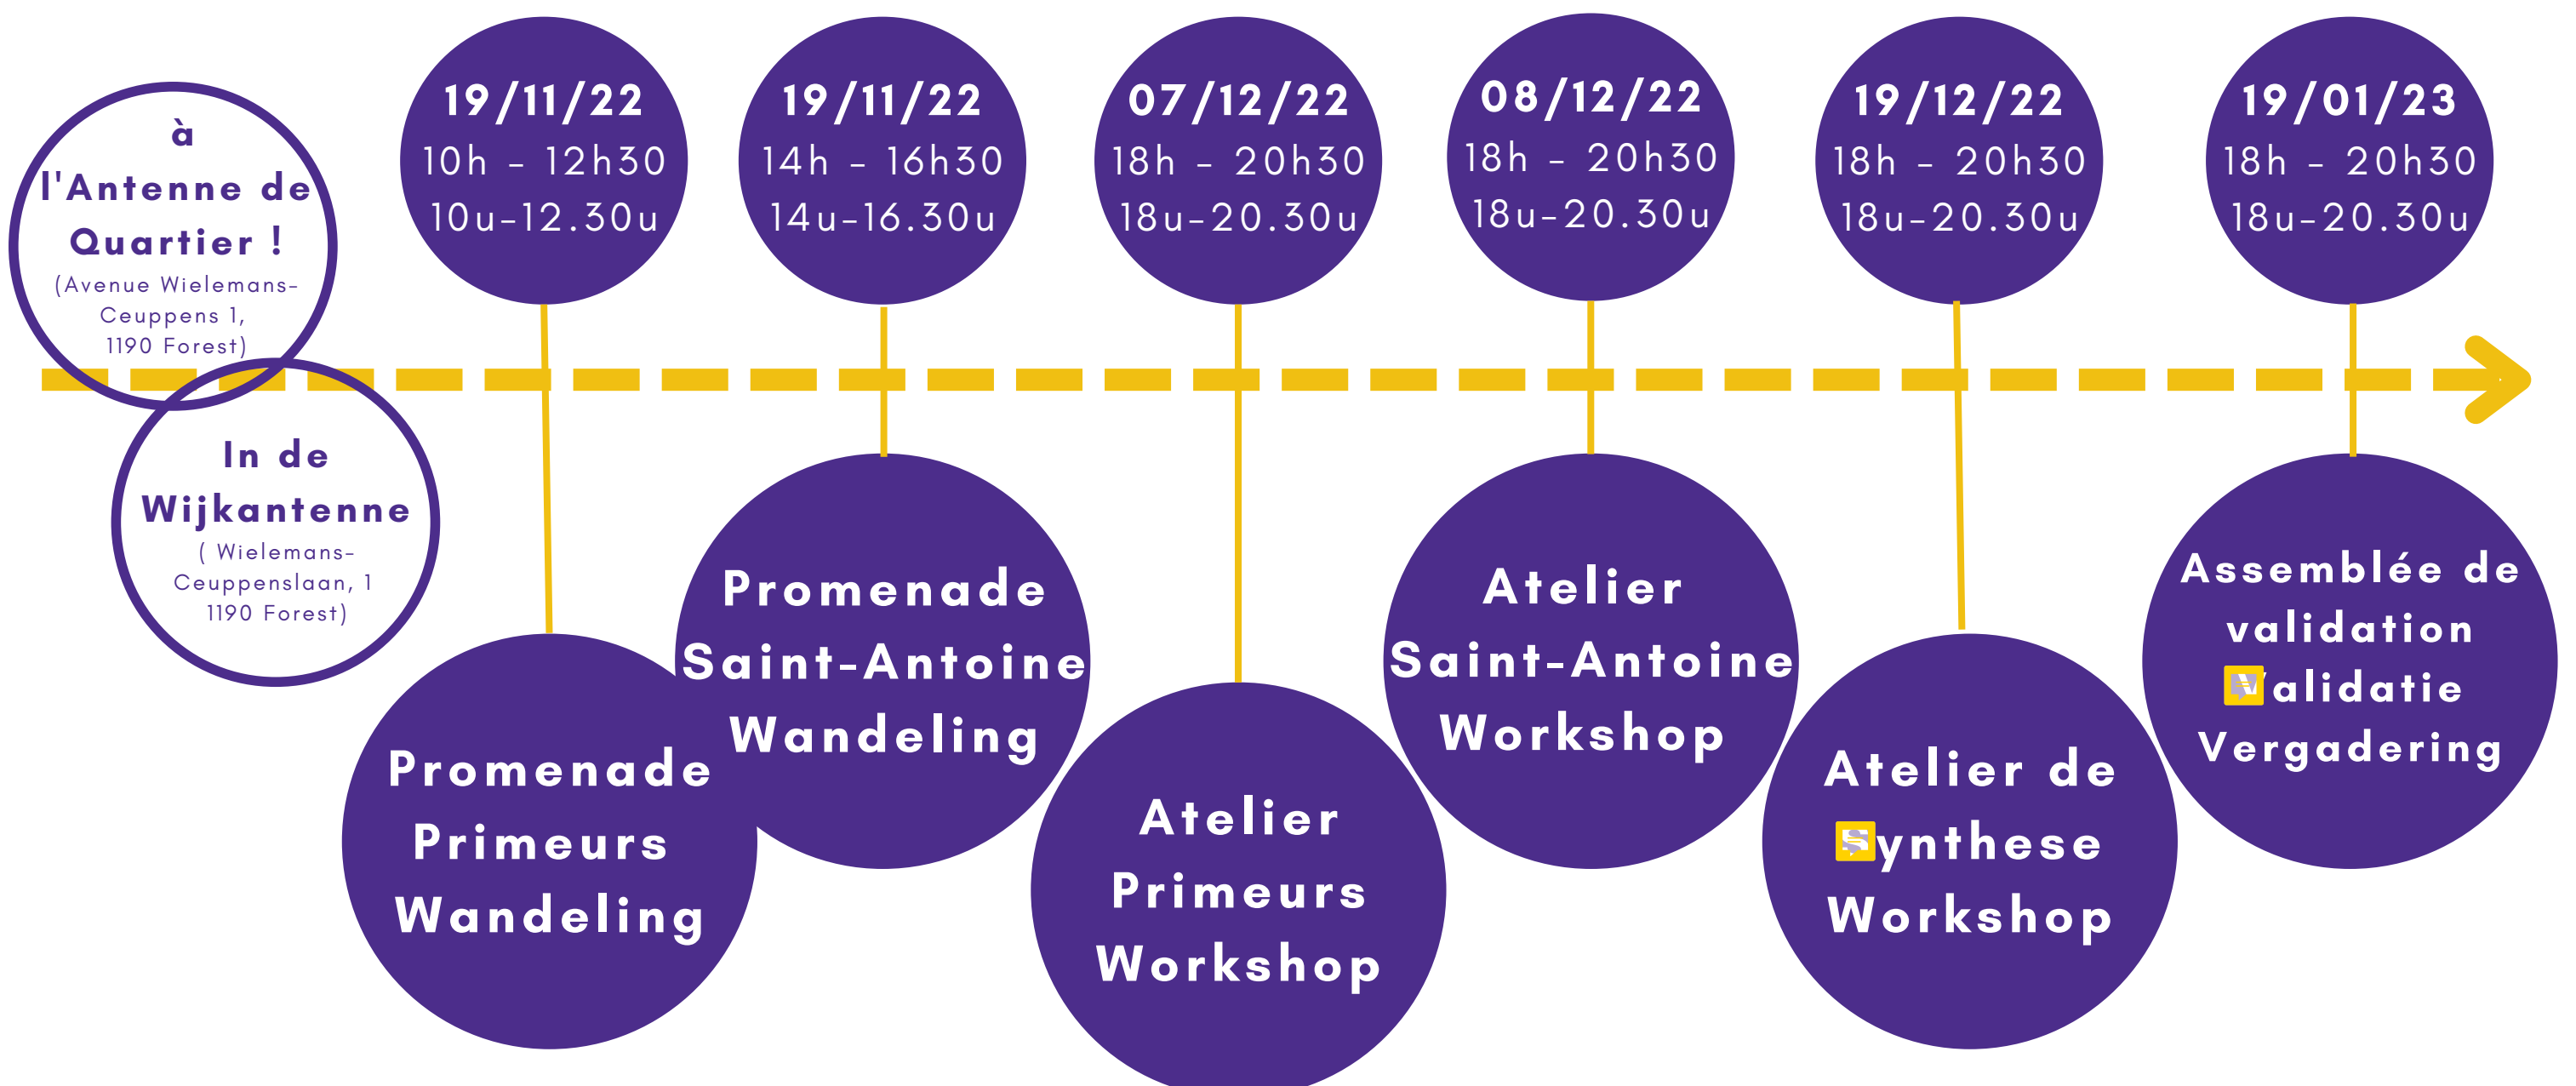 à
l'Antenne de
Quartier !
(Avenue Wielemans-
Ceuppens 1,
1190 Forest)
In de
Wijkantenne
( Wielemans-
Ceuppenslaan, 1
1190 Forest)
19/11/22
10h - 12h30
10u-12.30u
Promenade
Primeurs
Wandeling
19/11/22
14h - 16h30
14u-16.30u
Promenade
Saint-Antoine
Wandeling
07/12/22
18h - 20h30
18u-20.30u
Atelier
Primeurs
Workshop
08/12/22
18h - 20h30
18u-20.30u
Atelier
Saint-Antoine
Workshop
19/12/22
18h - 20h30
18u-20.30u
Atelier de
Synthese
Workshop
19/01/23
18h - 20h30
18u-20.30u
Assemblée de
validation
Validatie
Vergadering